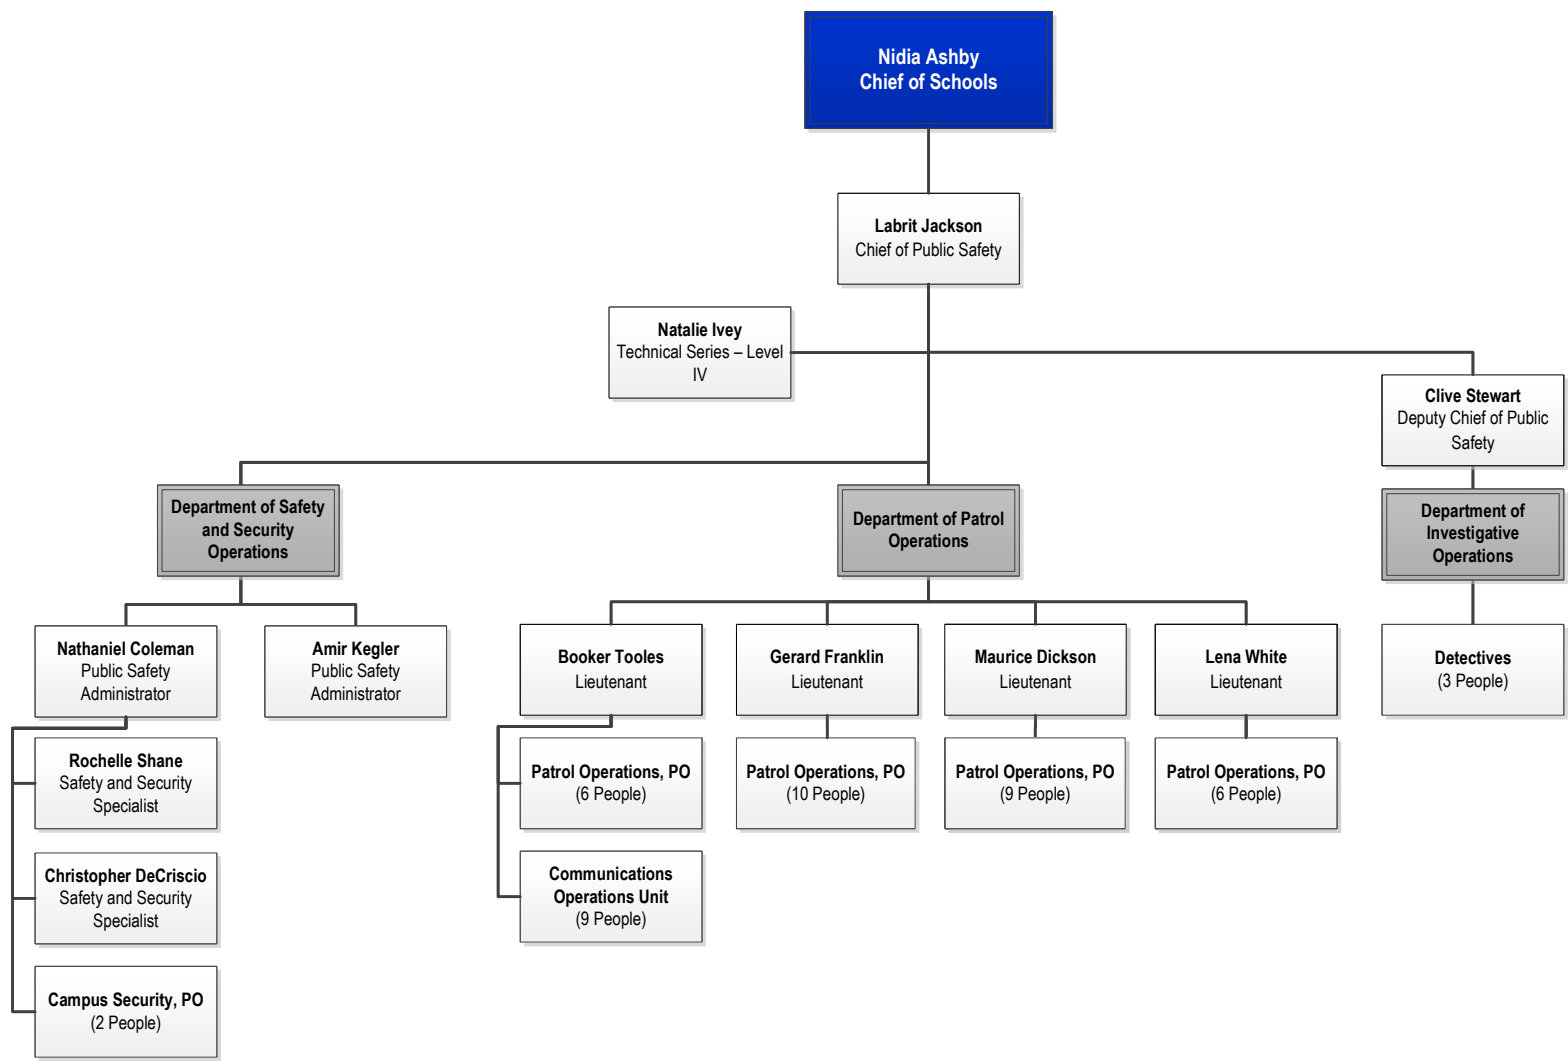 Nidia Ashby
Chief of Schools
Labrit Jackson
Chief of Public Safety
Natalie Ivey
Technical Series – Level
IV
Clive Stewart
Deputy Chief of Public
Safety
Department of Safety
and Security
Operations
Department of Patrol
Operations
Department of
Investigative
Operations
Nathaniel Coleman
Public Safety
Administrator
Amir Kegler
Public Safety
Administrator
Booker Tooles
Lieutenant
Gerard Franklin
Lieutenant
Maurice Dickson
Lieutenant
Lena White
Lieutenant
Detectives
(3 People)
Rochelle Shane
Safety and Security
Specialist
Patrol Operations, PO
(6 People)
Patrol Operations, PO
(10 People)
Patrol Operations, PO
(9 People)
Patrol Operations, PO
(6 People)
Christopher DeCriscio
Safety and Security
Specialist
Communications
Operations Unit
(9 People)
Campus Security, PO
(2 People)